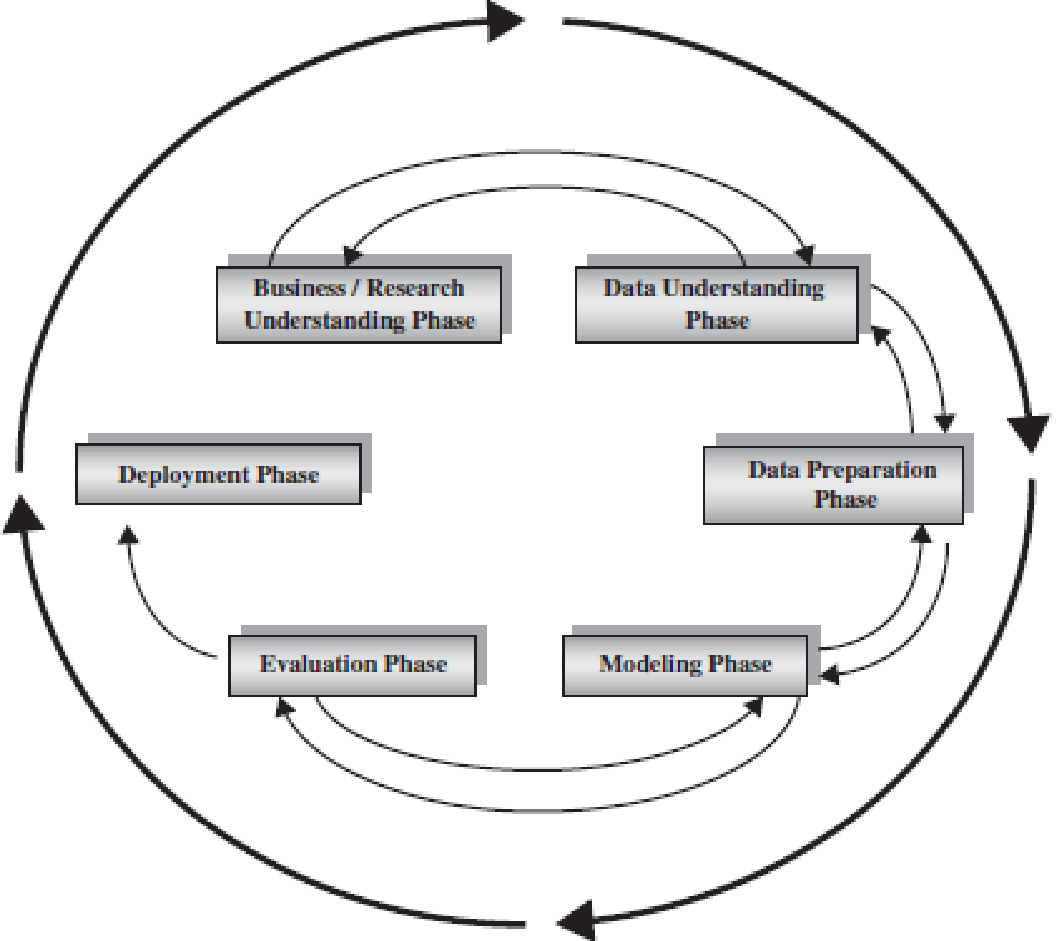 Business / Research
Understanding Phase
Data Understanding
Phase
Deployment Phase
Data Preparation
Phase
Evaluation Phase
Modeling Phase